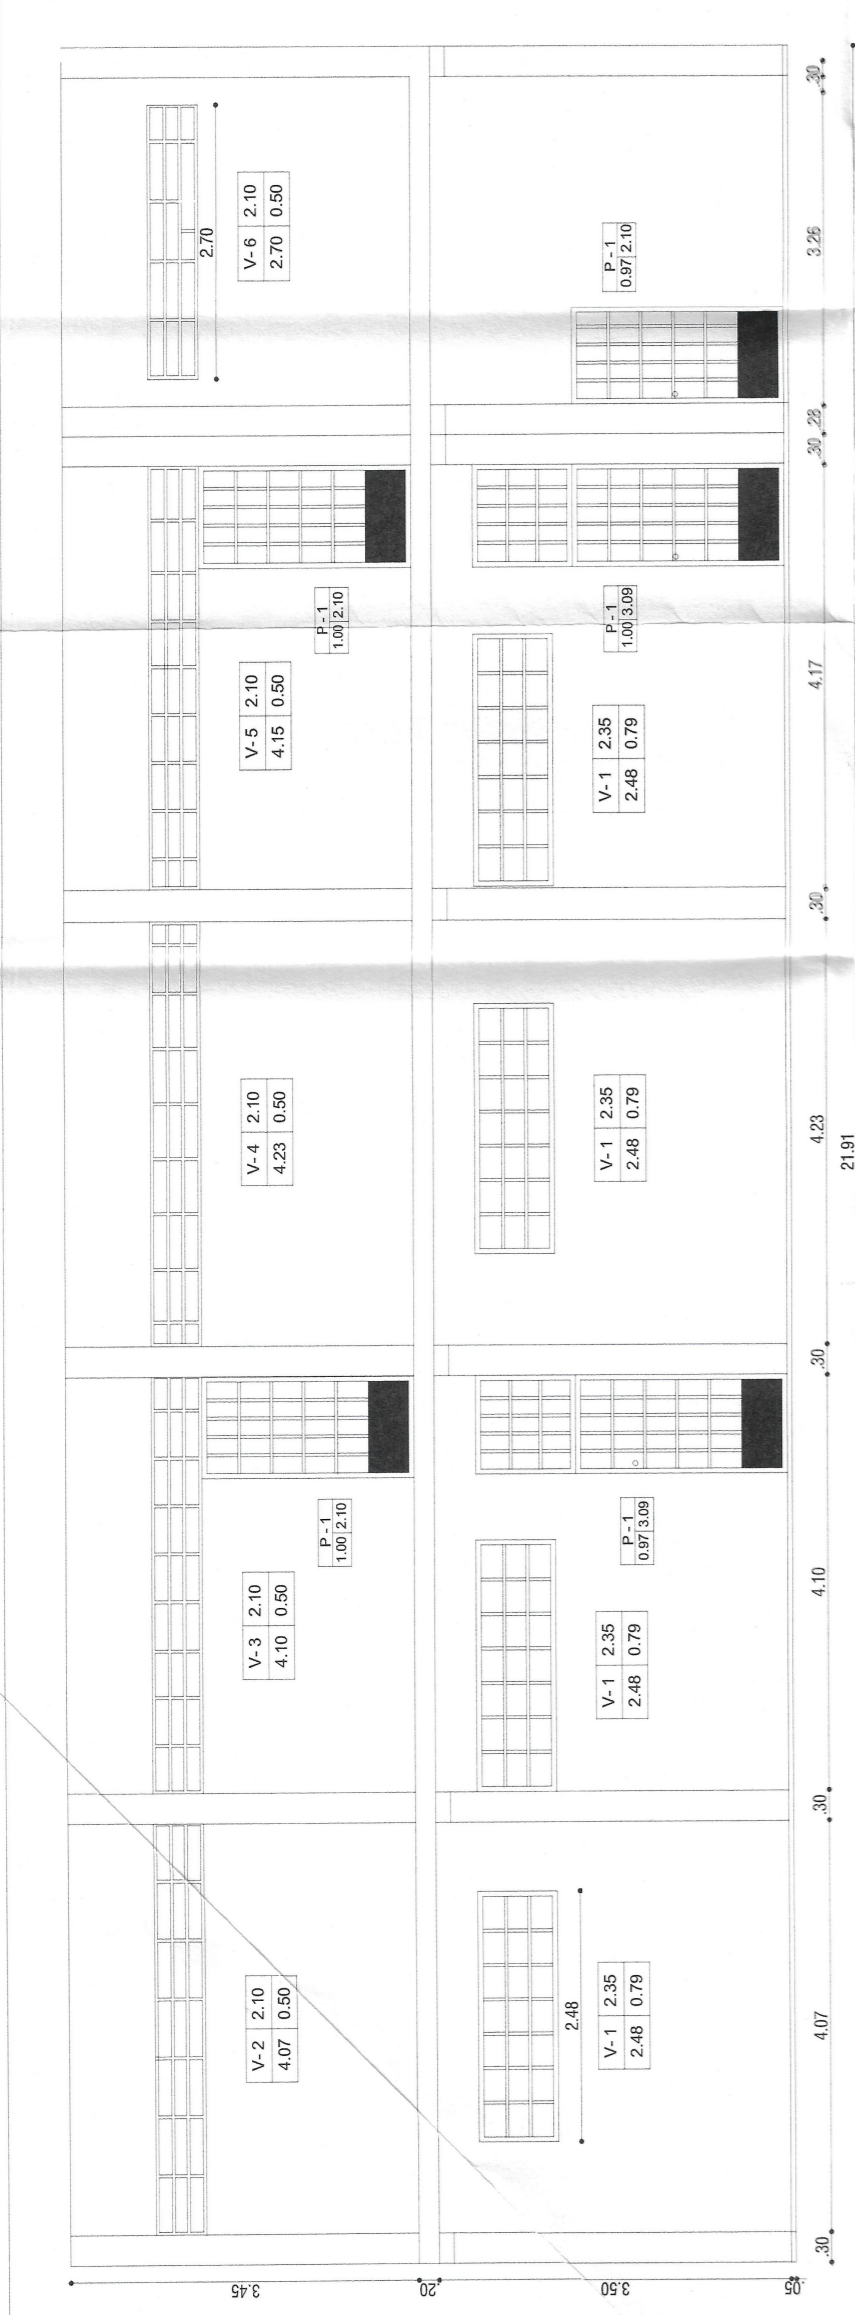 3.45
.20
3.50
.05
V- 2 2.10
4.07 0.50
V- 3 2.10
4.10 0.50
P - 1
1.00 2.10
V- 4 2.10
4.23 0.50
V- 5 2.10
4.15 0.50
P - 1
1.00 2.10
2.70
V- 6 2.10
2.70 0.50
2.48
V- 1 2.35
2.48 0.79
V- 1 2.35
2.48 0.79
P - 1
0.97 3.09
V- 1 2.35
2.48 0.79
V- 1 2.35
2.48 0.79
P - 1
1.00 3.09
P - 1
0.97 2.10
.30 4.07 .30 4.10 .30 4.23 .30 4.17 .30 .28 3.26 .30
21.91